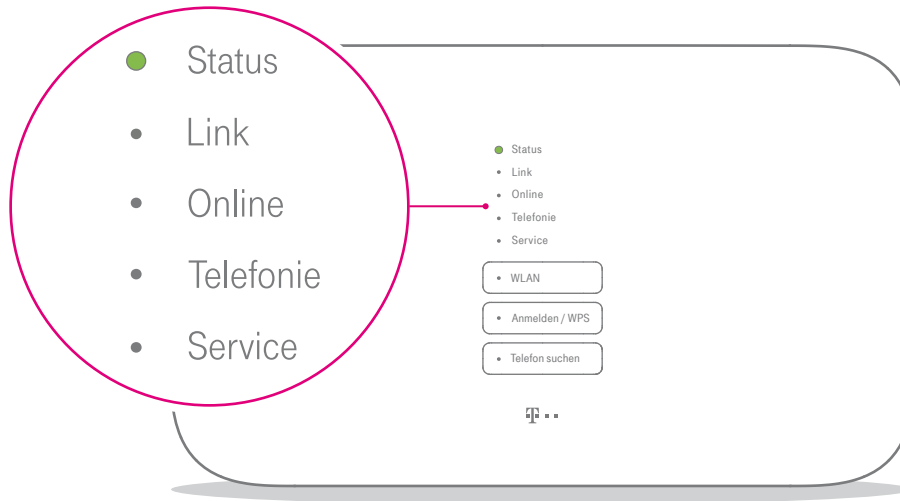 Status
Link
Online
Telefonie
Service
Status
Link
Online
Telefonie
Service
WLAN
Anmelden / WPS
Telefon suchen
T